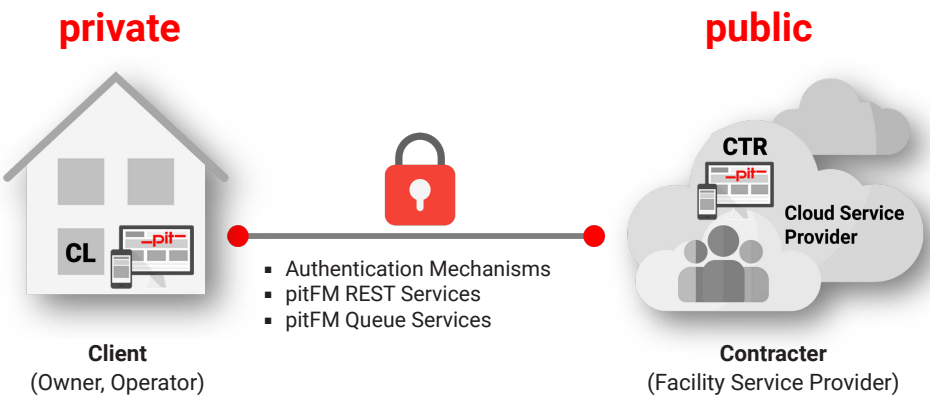 private
public
CTR
pit
Cloud Service
Provider
CL
pit
▪ Authentication Mechanisms
▪ pitFM REST Services
▪ pitFM Queue Services
Client
(Owner, Operator)
Contracter
(Facility Service Provider)